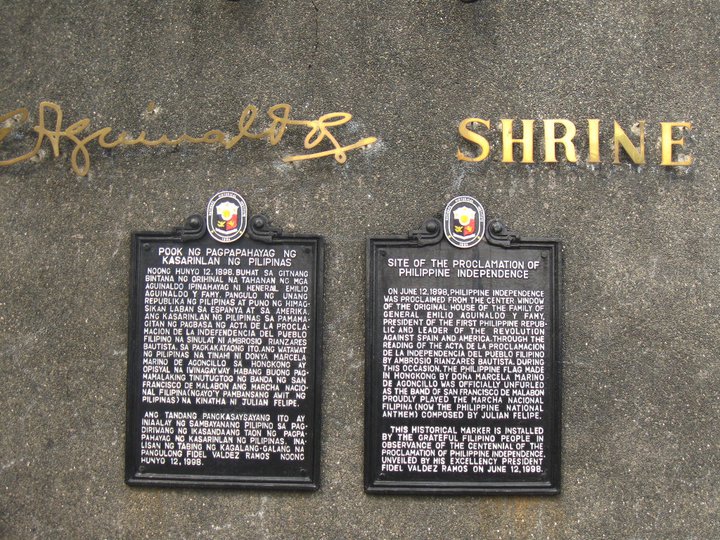 EAguinaldo SHRINE
POOK NG PAGPAPAHAYAG NG
KASARINLAN NG PILIPINAS
NOONG HUNYO 12, 1898, BUHAT SA GITNANG
BINTANA NG ORIHINAL NA TAHANAN NG MGA
AGUINALDO IPINAHAYAG NI HENERAL EMILIO
AGUINALDO Y FAMY, PANGULO NG UNANG
REPUBLIKA NG PILIPINAS AT PUNO NG HIMAG-
SIKAN LABAN SA ESPANYA AT SA AMERIKA,
ANG KASARINLAN NG PILIPINAS SA PAMAMA-
GITAN NG PAGBASA NG ACTA DE LA PROCLA-
MACION DE LA INDEPENDENCIA DEL PUEBLO
FILIPINO NA SINULAT NI AMBROSIO RIANZARES
BAUTISTA. SA PAGKAKATAONG ITO, ANG WATAWAT
NG PILIPINAS NA TINAHI NI DONYA MARCELA
MARINO DE AGONCILLO SA HONGKONG AY
OPISYAL NA IWINAGAYWAY HABANG BUONG PAG-
MAMALAKING TINUTUGTOG NG BANDA NG SAN
FRANCISCO DE MALABON ANG MARCHA NACIO-
NAL FILIPINA(NGAYO'Y PAMBANSANG AWIT NG
PILIPINAS) NA KINATHA NI JULIAN FELIPE.
ANG TANDANG PANGKASAYSAYANG ITO AY
INIAALAY NG SAMBAYANANG PILIPINO SA PAG-
DIRIWANG NG IKASANDAANG TAON NG PAGPA-
PAHAYAG NG KASARINLAN NG PILIPINAS. INA-
LISAN NG TABING NG KAGALANG-GALANG NA
PANGULONG FIDEL VALDEZ RAMOS NOONG
HUNYO 12, 1998.
SITE OF THE PROCLAMATION OF
PHILIPPINE INDEPENDENCE
ON JUNE 12, 1898, PHILIPPINE INDEPENDENCE
WAS PROCLAIMED FROM THE CENTER WINDOW
OF THE ORIGINAL HOUSE OF THE FAMILY OF
GENERAL EMILIO AGUINALDO Y FAMY,
PRESIDENT OF THE FIRST PHILIPPINE REPUB-
LIC AND LEADER OF THE REVOLUTION
AGAINST SPAIN AND AMERICA. THROUGH THE
READING OF THE ACTA DE LA PROCLAMACION
DE LA INDEPENDENCIA DEL PUEBLO FILIPINO
BY AMBROSIO RIANZARES BAUTISTA. DURING
THIS OCCASION, THE PHILIPPINE FLAG MADE
IN HONGKONG BY DOÑA MARCELA MARINO
DE AGONCILLO WAS OFFICIALLY UNFURLED
AS THE BAND OF SAN FRANCISCO DE MALABON
PROUDLY PLAYED THE MARCHA NACIONAL
FILIPINA (NOW THE PHILIPPINE NATIONAL
ANTHEM) COMPOSED BY JULIAN FELIPE.
THIS HISTORICAL MARKER IS INSTALLED
BY THE GRATEFUL FILIPINO PEOPLE IN
OBSERVANCE OF THE CENTENNIAL OF THE
PROCLAMATION OF PHILIPPINE INDEPENDENCE.
UNVEILED BY HIS EXCELLENCY PRESIDENT
FIDEL VALDEZ RAMOS ON JUNE 12, 1998.